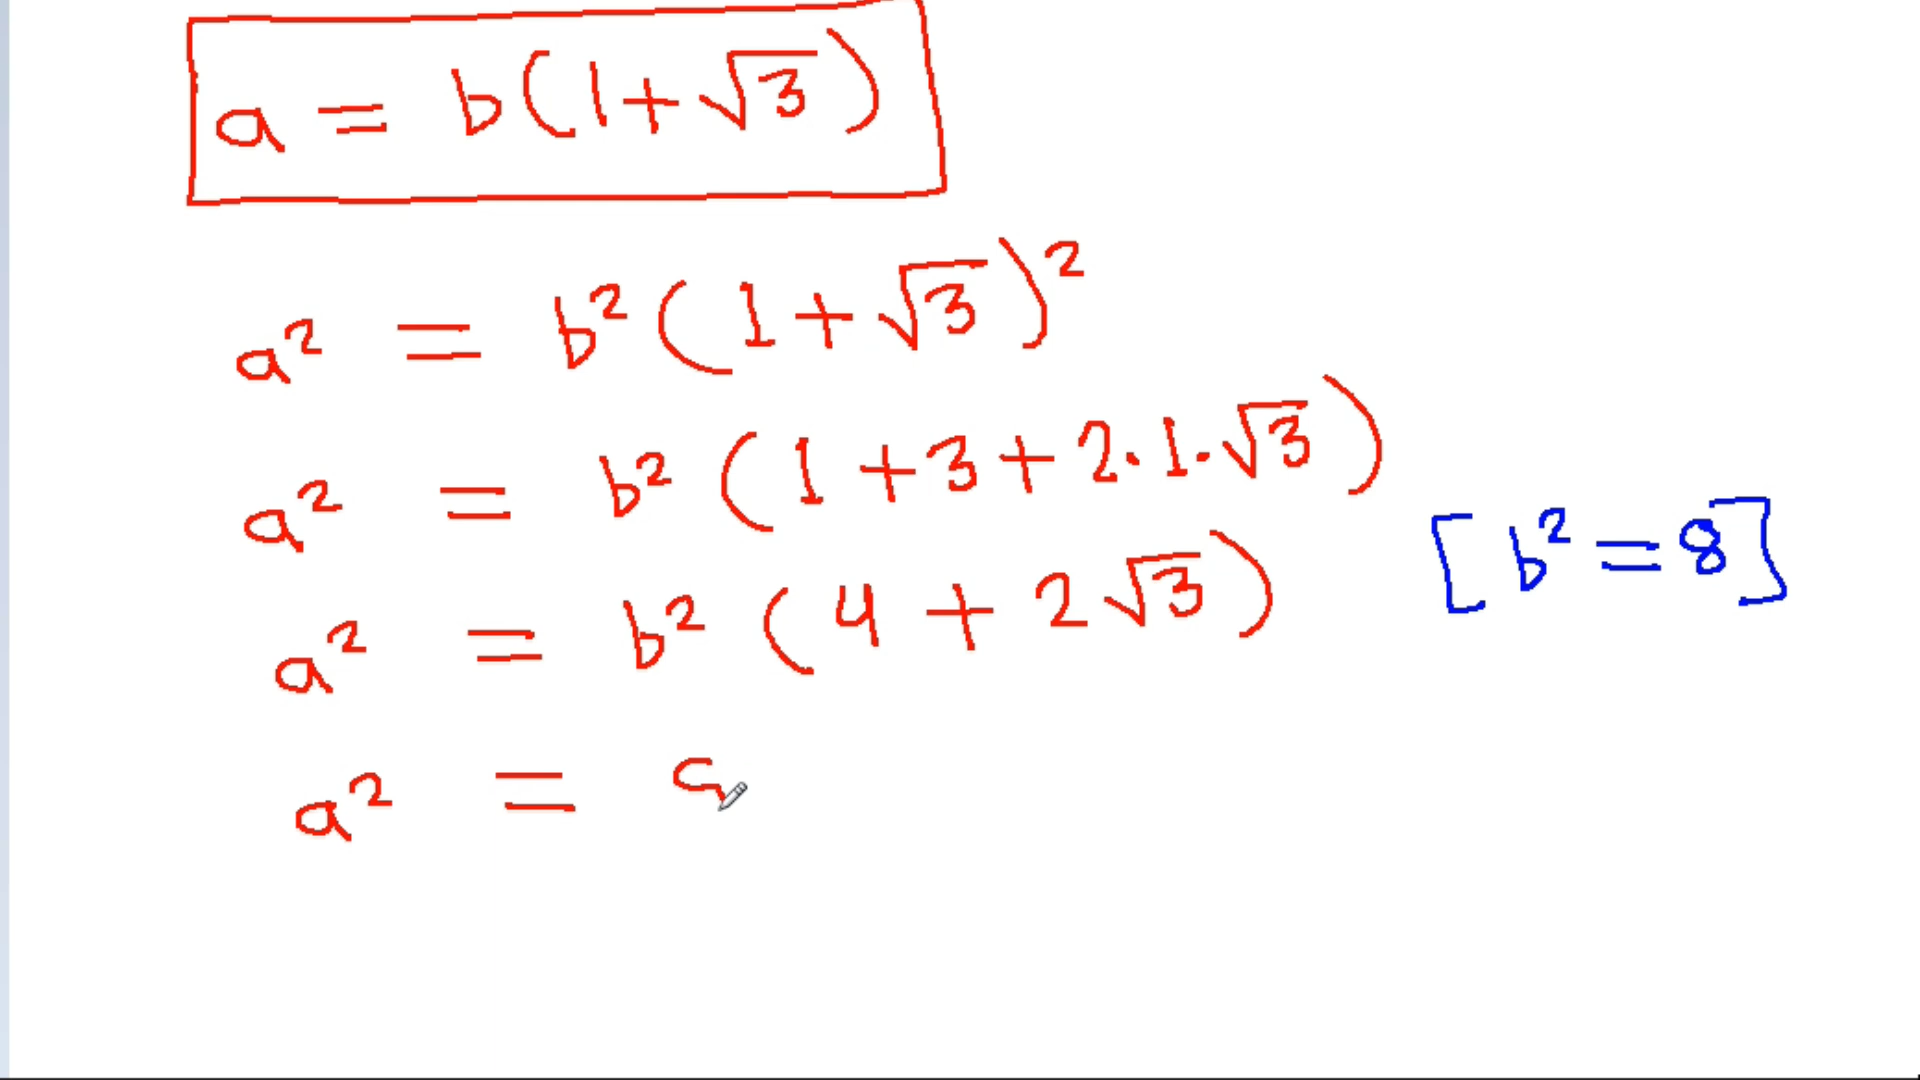 a = b(1+√3)
a² = b²(1+√3)²
a² = b²(1+3+2.1.√3)
[b² = 8]
a² = b²(4+2√3)
a² =